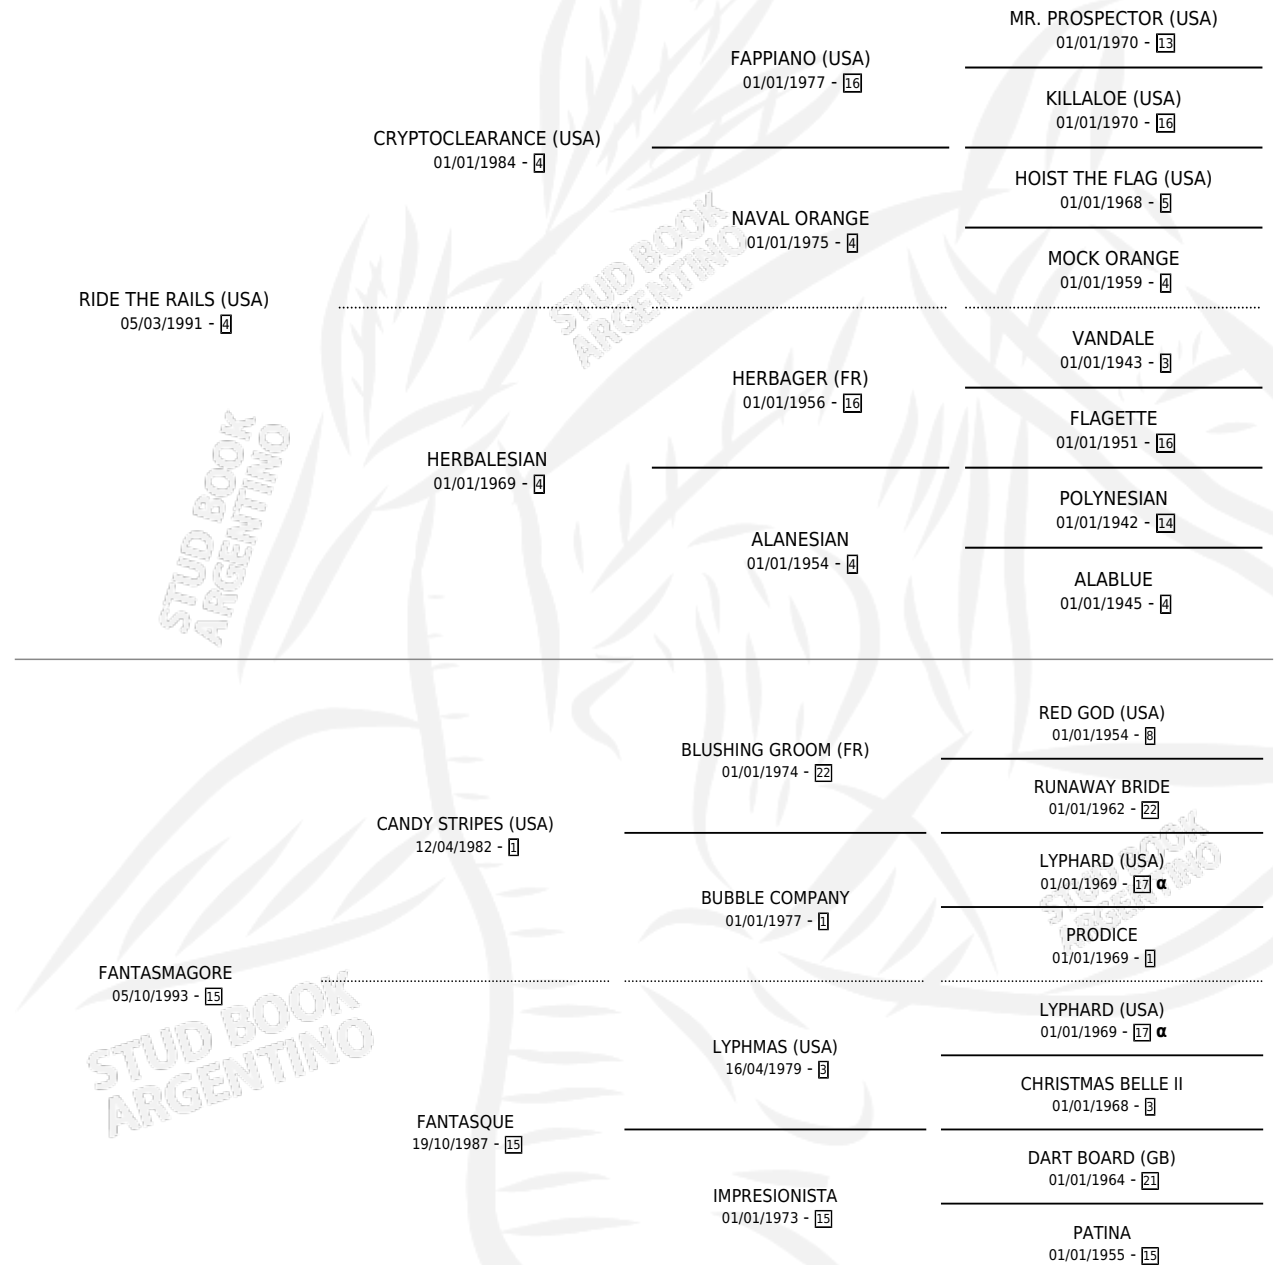 MR. PROSPECTOR (USA)
01/01/1970 - 13
FAPPIANO (USA)
01/01/1977 - 16
KILLALOE (USA)
01/01/1970 - 16
CRYPTOCLEARANCE (USA)
01/01/1984 - 4
HOIST THE FLAG (USA)
01/01/1968 - 5
NAVAL ORANGE
01/01/1975 - 4
MOCK ORANGE
01/01/1959 - 4
STUD BOOK
ARGENTINO
RIDE THE RAILS (USA)
05/03/1991 - 4
VANDALE
01/01/1943 - 3
HERBAGER (FR)
01/01/1956 - 16
FLAGETTE
01/01/1951 - 16
HERBALESIAN
01/01/1969 - 4
POLYNESIAN
01/01/1942 - 14
ALANESIAN
01/01/1954 - 4
ALABLUE
01/01/1945 - 4
STUD BOOK
ARGENTINO
RED GOD (USA)
01/01/1954 - 8
BLUSHING GROOM (FR)
01/01/1974 - 22
RUNAWAY BRIDE
01/01/1962 - 22
CANDY STRIPES (USA)
12/04/1982 - 1
LYPHARD (USA)
01/01/1969 - 17 α
BUBBLE COMPANY
01/01/1977 - 1
STUD BOOK
ARGENTINO
PRODICE
01/01/1969 - 1
FANTASMAGORE
05/10/1993 - 15
LYPHARD (USA)
01/01/1969 - 17 α
LYPHMAS (USA)
16/04/1979 - 3
STUD BOOK
ARGENTINO
CHRISTMAS BELLE II
01/01/1968 - 3
FANTASQUE
19/10/1987 - 15
DART BOARD (GB)
01/01/1964 - 21
IMPRESIONISTA
01/01/1973 - 15
PATINA
01/01/1955 - 15